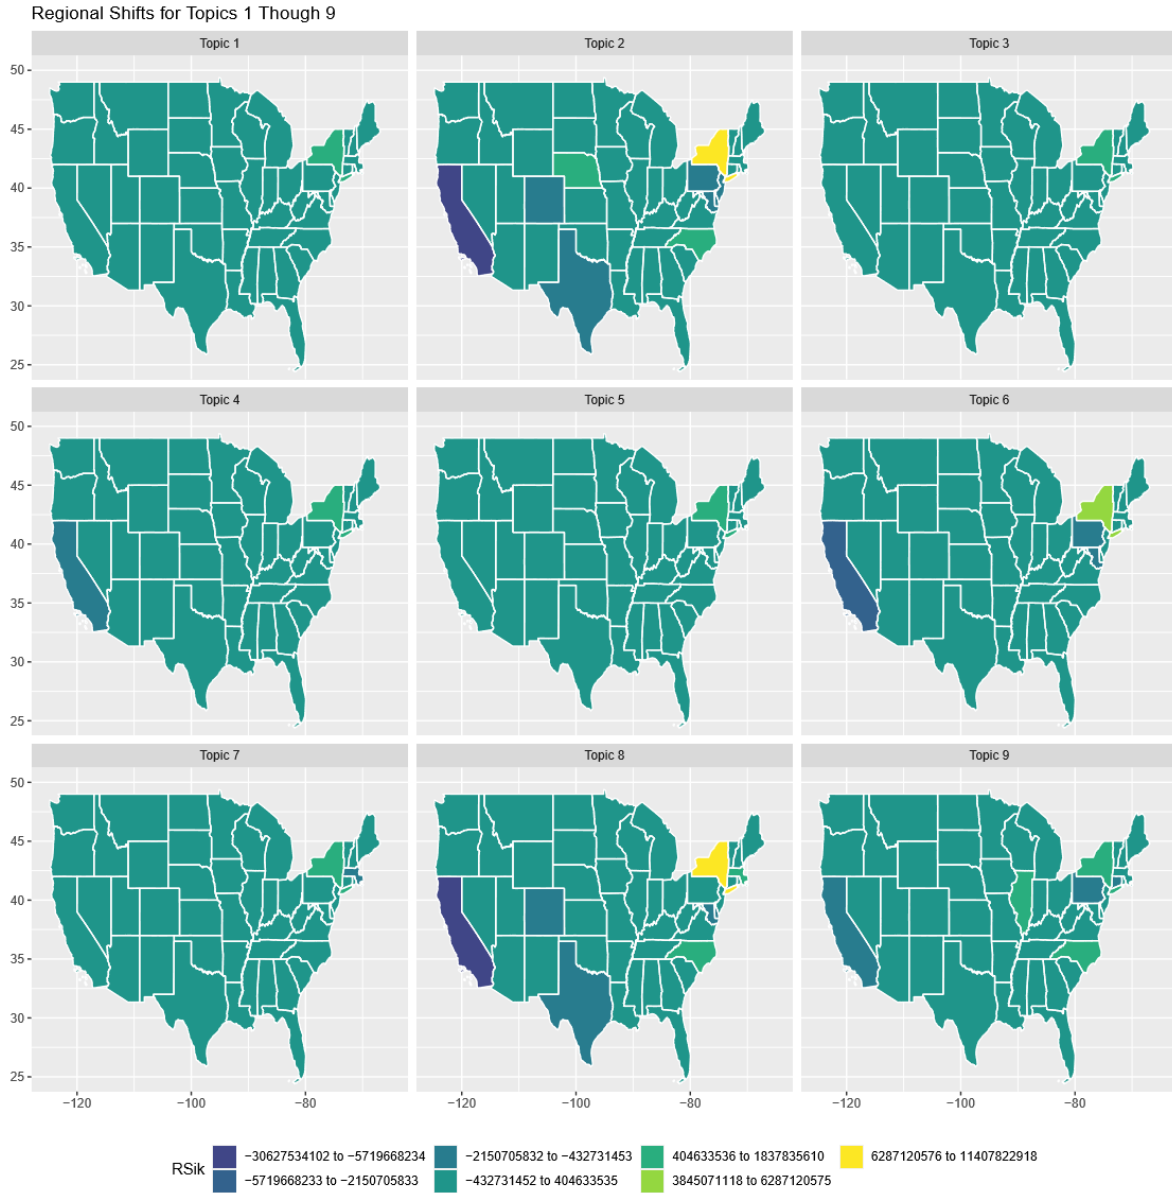 Regional Shifts for Topics 1 Though 9
Topic 1 Topic 2 Topic 3
50
45
40
35
30
25
Topic 4 Topic 5 Topic 6
50
45
40
35
30
25
Topic 7 Topic 8 Topic 9
50
45
40
35
30
25
−120 −100 −80 −120 −100 −80 −120 −100 −80
RSik
−30627534102 to −5719668234 −2150705832 to −432731453 404633536 to 1837835610 6287120576 to 11407822918
−5719668233 to −2150705833 −432731452 to 404633535 3845071118 to 6287120575